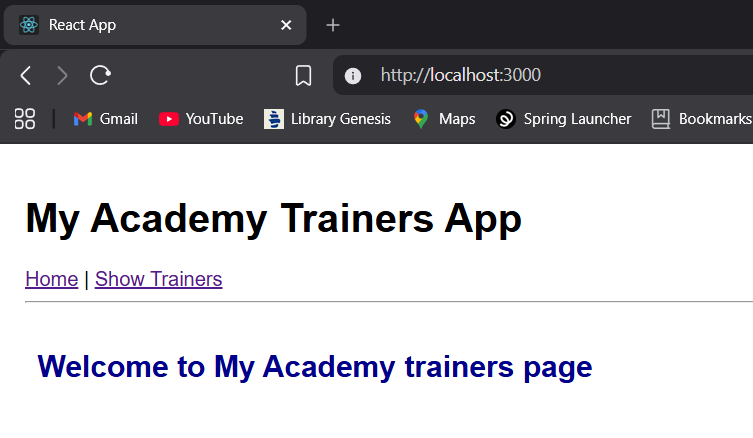 React App
http://localhost:3000
Gmail YouTube Library Genesis Maps Spring Launcher Bookmarks
My Academy Trainers App
Home | Show Trainers
Welcome to My Academy trainers page